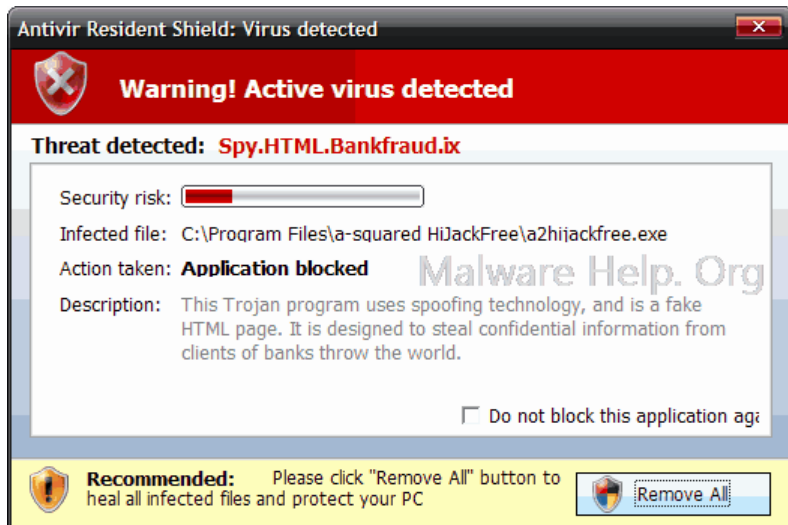 Antivir Resident Shield: Virus detected
Warning! Active virus detected
Threat detected: Spy.HTML.Bankfraud.ix
Security risk:
Infected file: C:\Program Files\a-squared HiJackFree\a2hijackfree.exe
Action taken: Application blocked
Malware Help. Org
Description: This Trojan program uses spoofing technology, and is a fake
HTML page. It is designed to steal confidential information from
clients of banks throw the world.
Do not block this application aga
Recommended: Please click "Remove All" button to
heal all infected files and protect your PC
Remove All